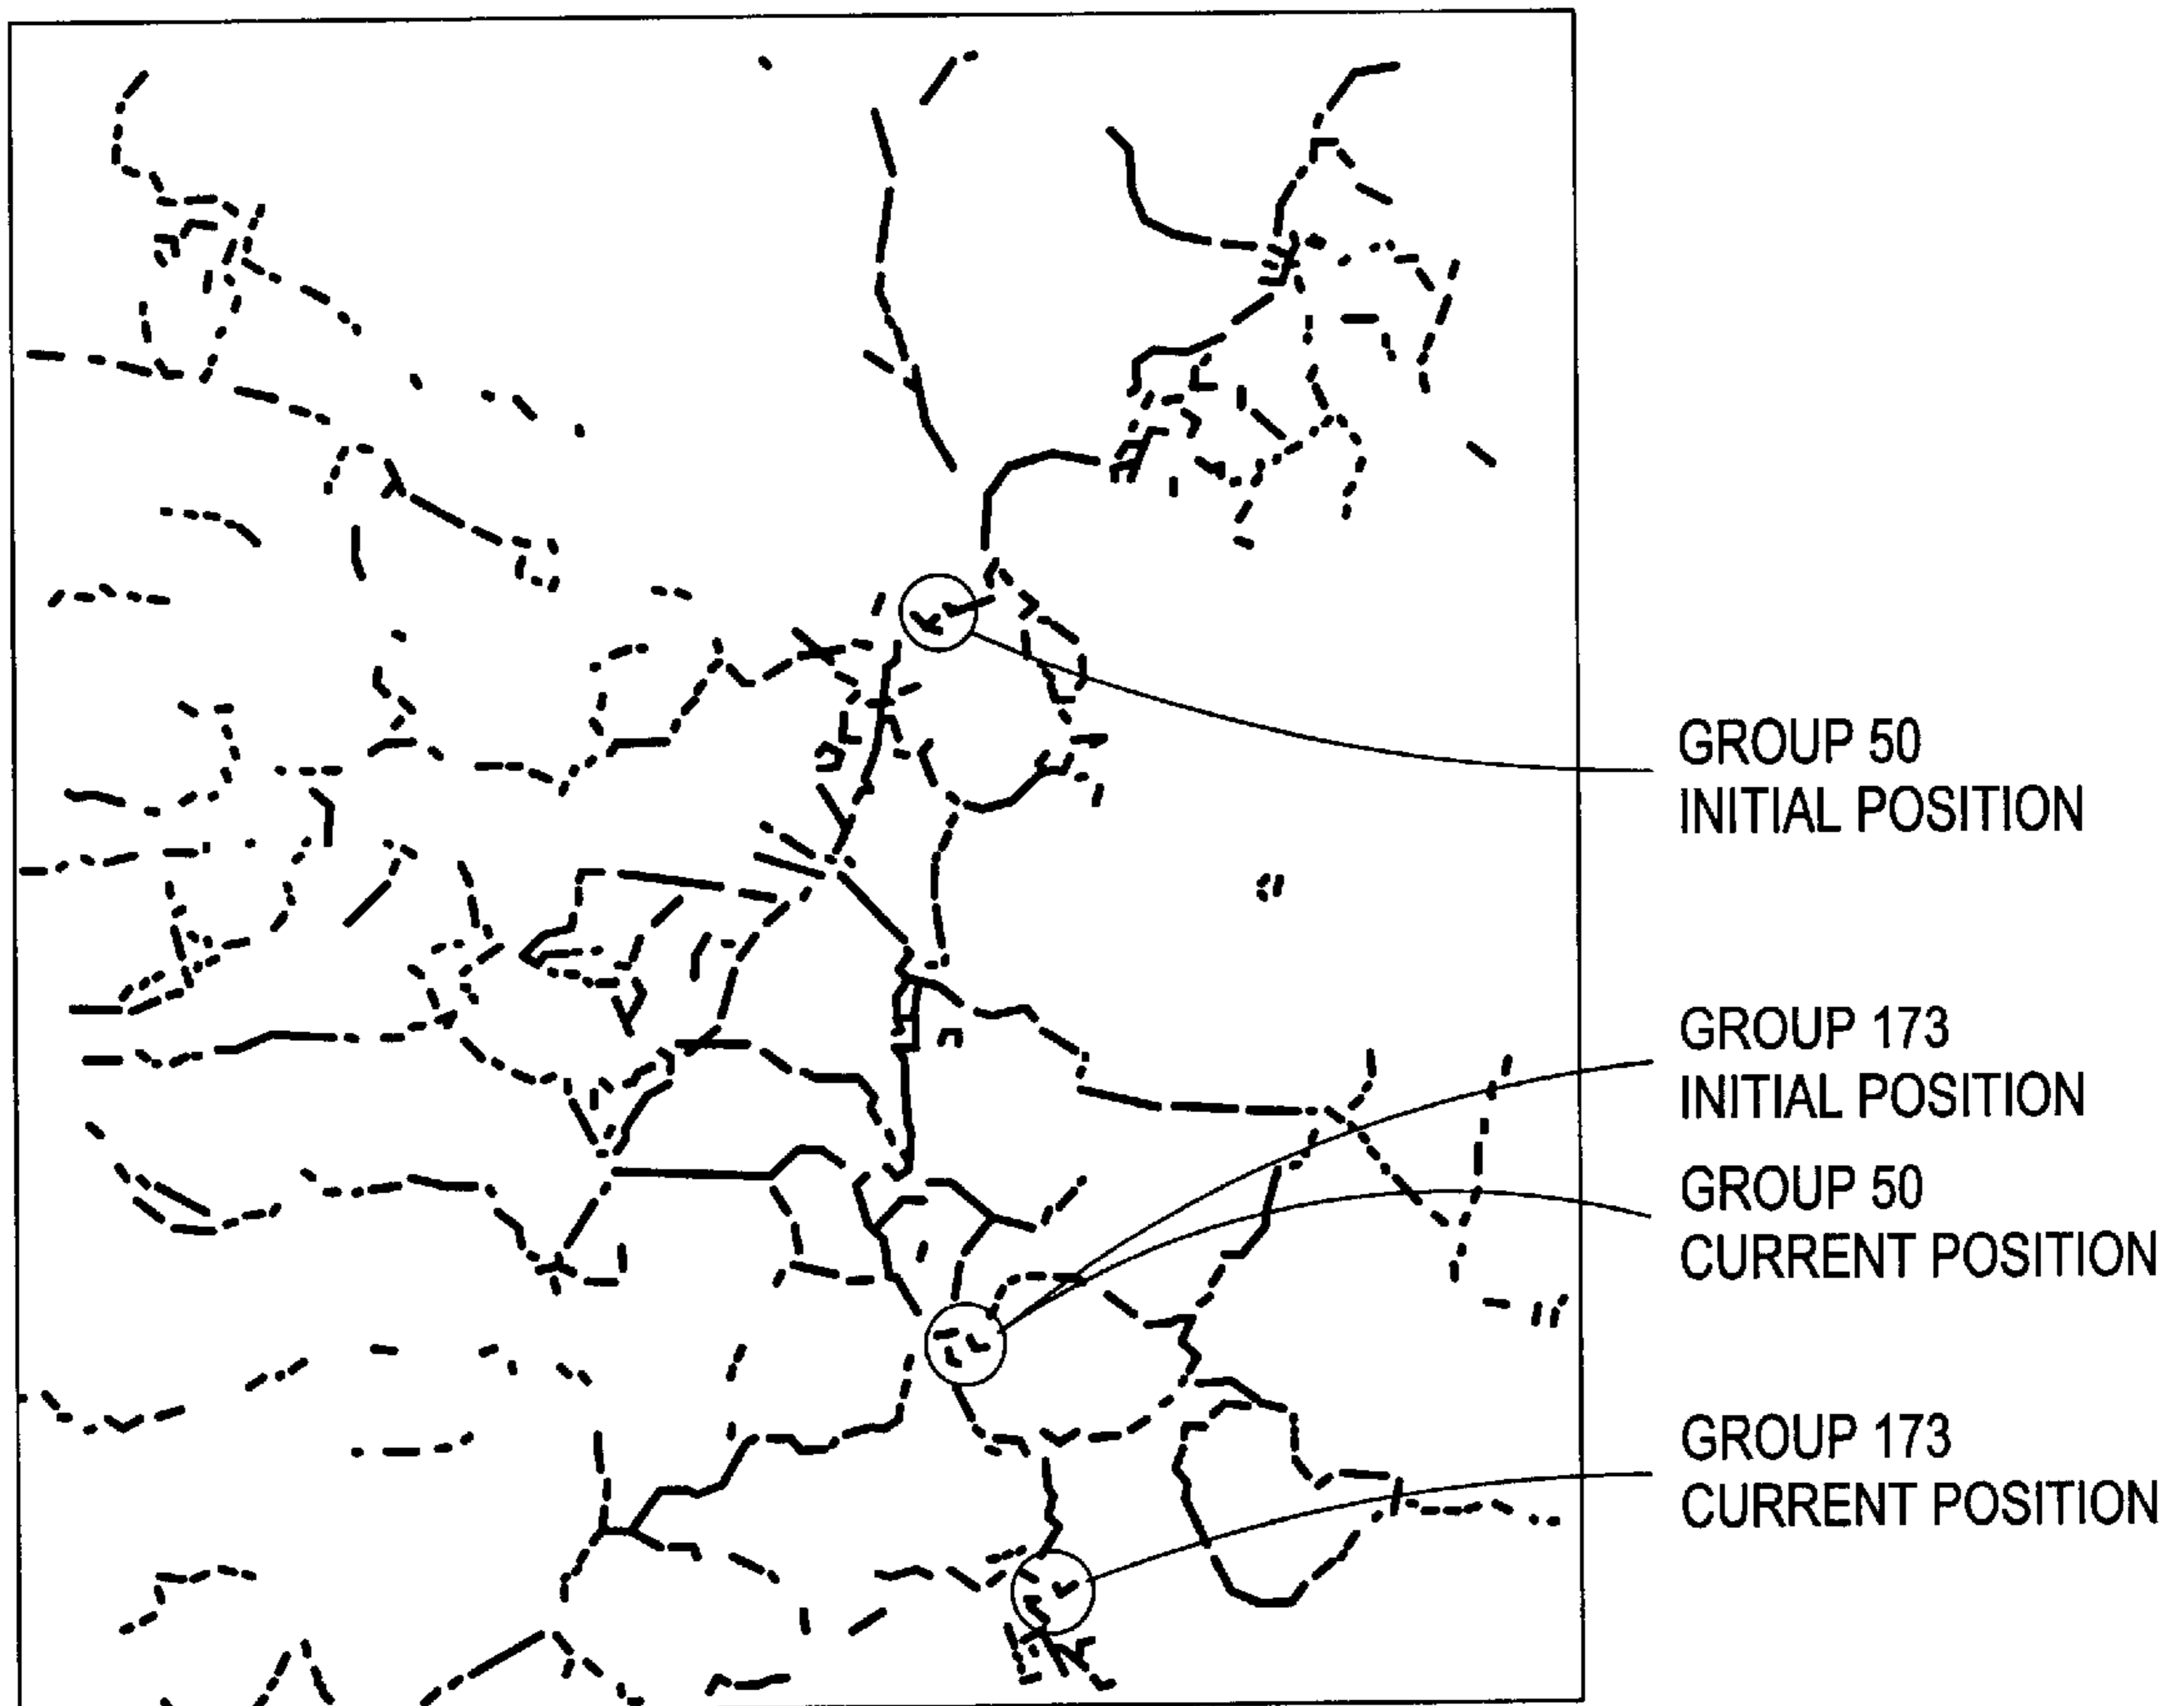 GROUP 50
INITIAL POSITION
GROUP 173
INITIAL POSITION
GROUP 50
CURRENT POSITION
GROUP 173
CURRENT POSITION